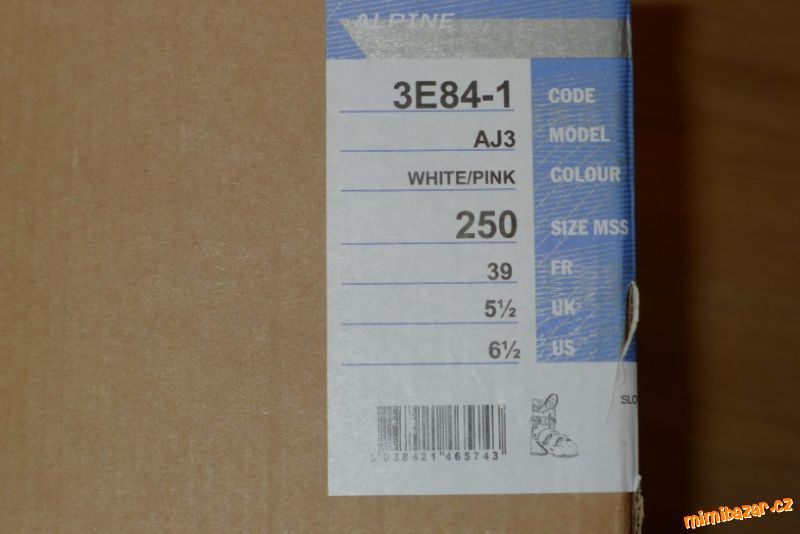 ALPINE
3E84-1 CODE
AJ3 MODEL
WHITE/PINK COLOUR
250 SIZE MSS
39 FR
5½ UK
6½ US
SLO
038421 465743
mimibazar.cz